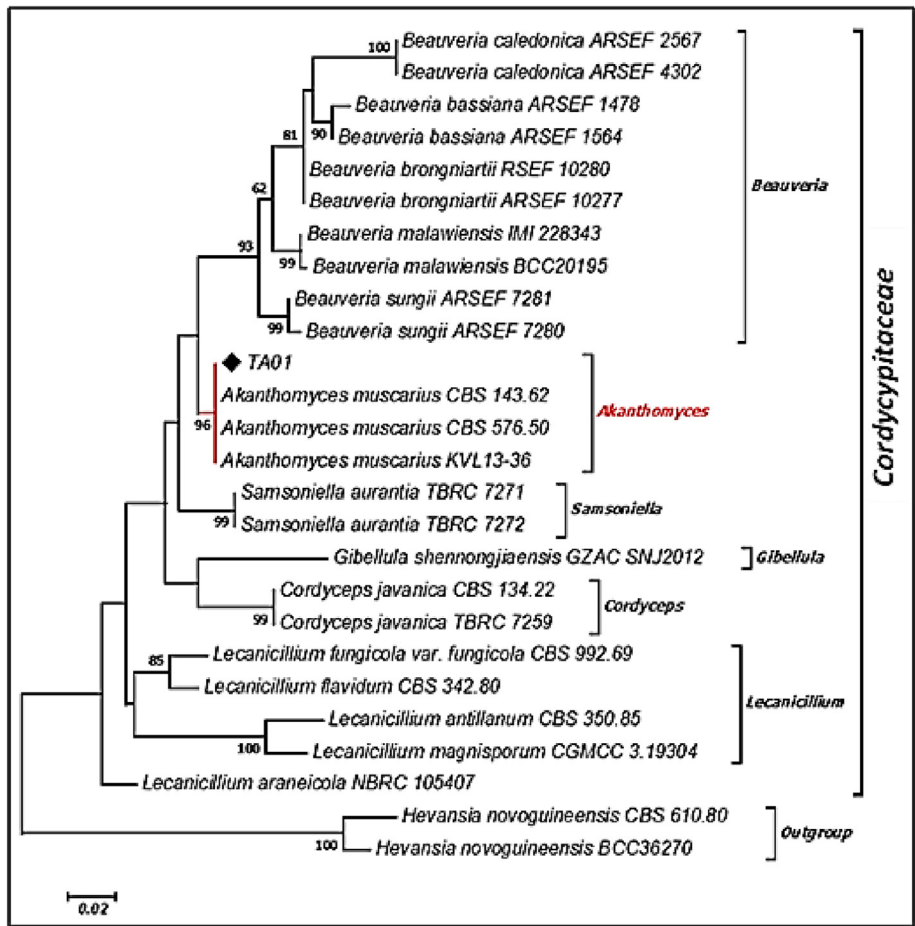 Beauveria caledonica ARSEF 2567
100
Beauveria caledonica ARSEF 4302
Beauveria bassiana ARSEF 1478
90
Beauveria bassiana ARSEF 1564
81
Beauveria brongniartii RSEF 10280
Beauveria
62
Beauveria brongniartii ARSEF 10277
Beauveria malawiensis IMI 228343
93
99
Beauveria malawiensis BCC20195
Beauveria sungii ARSEF 7281
99
Beauveria sungii ARSEF 7280
Cordycypitaceae
TA01
Akanthomyces muscarius CBS 143.62
Akanthomyces
96
Akanthomyces muscarius CBS 576.50
Akanthomyces muscarius KVL13-36
Samsoniella aurantia TBRC 7271
Samsoniella
99
Samsoniella aurantia TBRC 7272
Gibellula shennongjiaensis GZAC SNJ2012
Gibellula
Cordyceps javanica CBS 134.22
Cordyceps
99
Cordyceps javanica TBRC 7259
Lecanicillium fungicola var. fungicola CBS 992.69
85
Lecanicillium flavidum CBS 342.80
Lecanicillium
Lecanicillium antillanum CBS 350.85
100
Lecanicillium magnisporum CGMCC 3.19304
Lecanicillium araneicola NBRC 105407
Hevansia novoguineensis CBS 610.80
Outgroup
100
Hevansia novoguineensis BCC36270
0.02